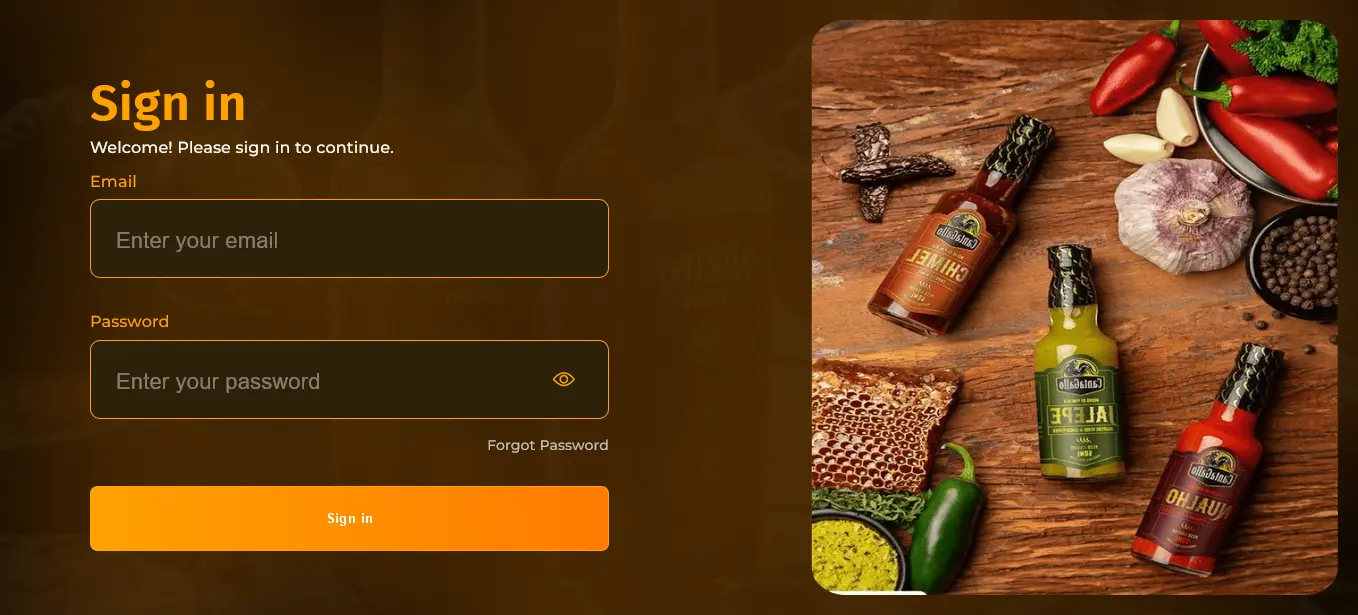 Sign in
Welcome! Please sign in to continue.
Email
Enter your email
Password
Enter your password
Forgot Password
Sign in
CantaGallo
CHIMEL
CantaGallo
JALEPE
60ML
CantaGallo
NUALHO